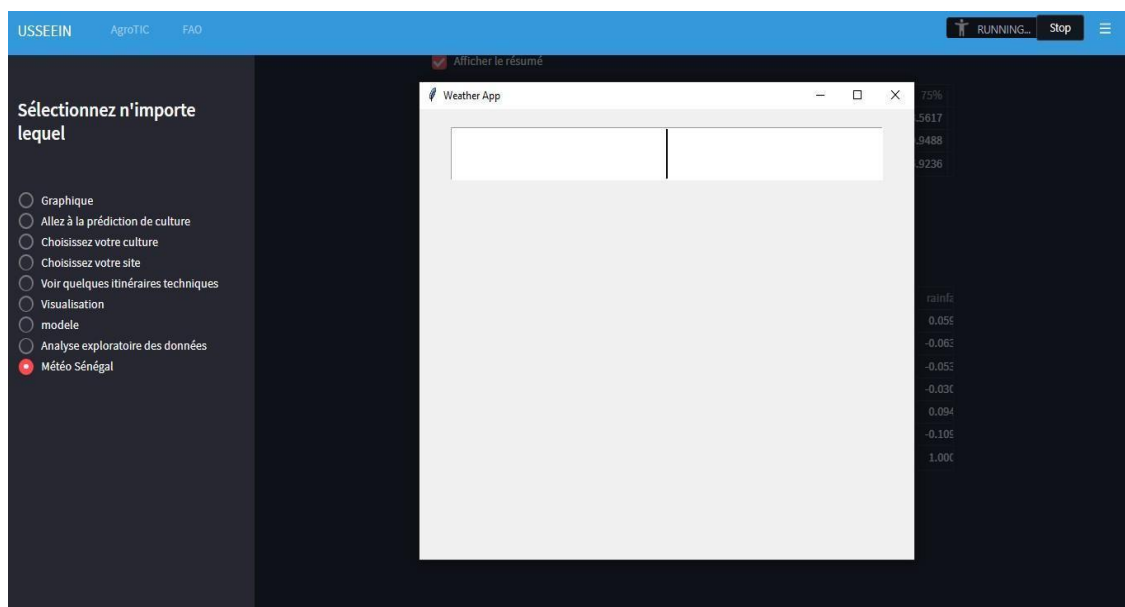 USSEEIN AgroTIC FAO RUNNING... Stop
Afficher le résumé
Weather App
Sélectionnez n'importe
lequel
Graphique
Allez à la prédiction de culture
Choisissez votre culture
Choisissez votre site
Voir quelques itinéraires techniques
Visualisation
modele
Analyse exploratoire des données
Météo Sénégal
75%
.5617
.9488
.9236
rainfa
0.059
-0.063
-0.053
-0.030
0.094
-0.109
1.000